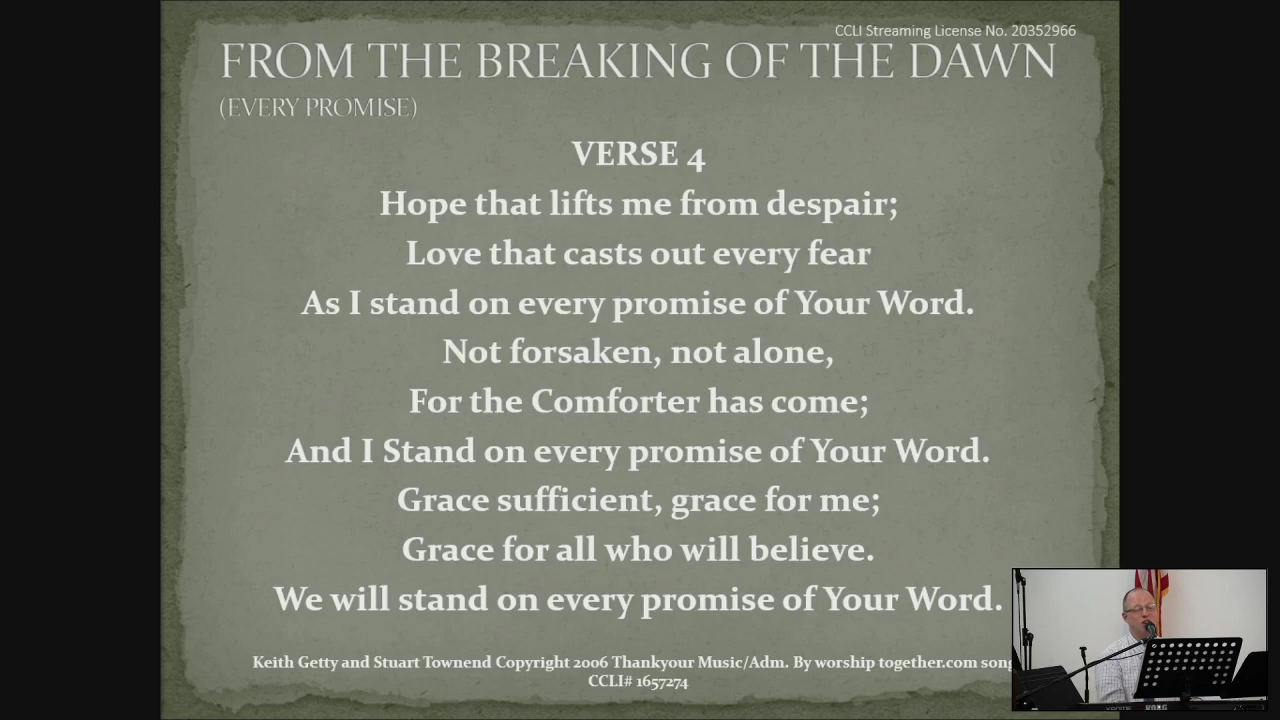 CCLI Streaming License No. 20352966
FROM THE BREAKING OF THE DAWN
(EVERY PROMISE)
VERSE 4
Hope that lifts me from despair;
Love that casts out every fear
As I stand on every promise of Your Word.
Not forsaken, not alone,
For the Comforter has come;
And I Stand on every promise of Your Word.
Grace sufficient, grace for me;
Grace for all who will believe.
We will stand on every promise of Your Word.
Keith Getty and Stuart Townend Copyright 2006 Thankyour Music/Adm. By worship together.com song
CCLI# 1657274
KORG